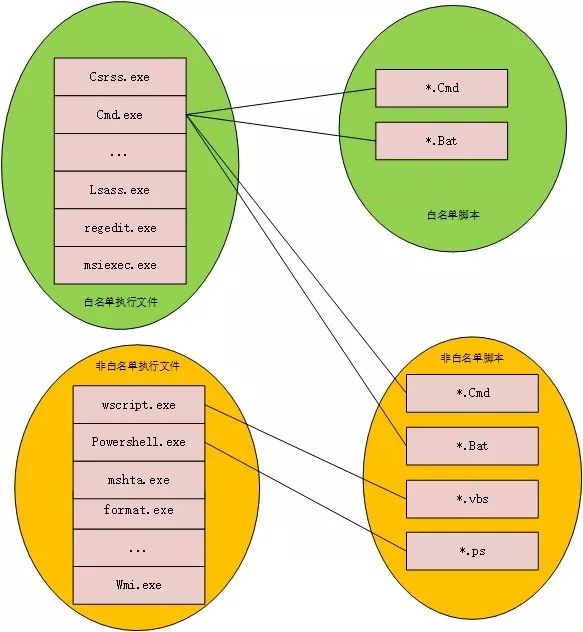 Csrss.exe
Cmd.exe
...
Lsass.exe
regedit.exe
msiexec.exe
白名单执行文件
*.Cmd
*.Bat
白名单脚本
非白名单执行文件
wscript.exe
Powershell.exe
mshta.exe
format.exe
...
Wmi.exe
非白名单脚本
*.Cmd
*.Bat
*.vbs
*.ps